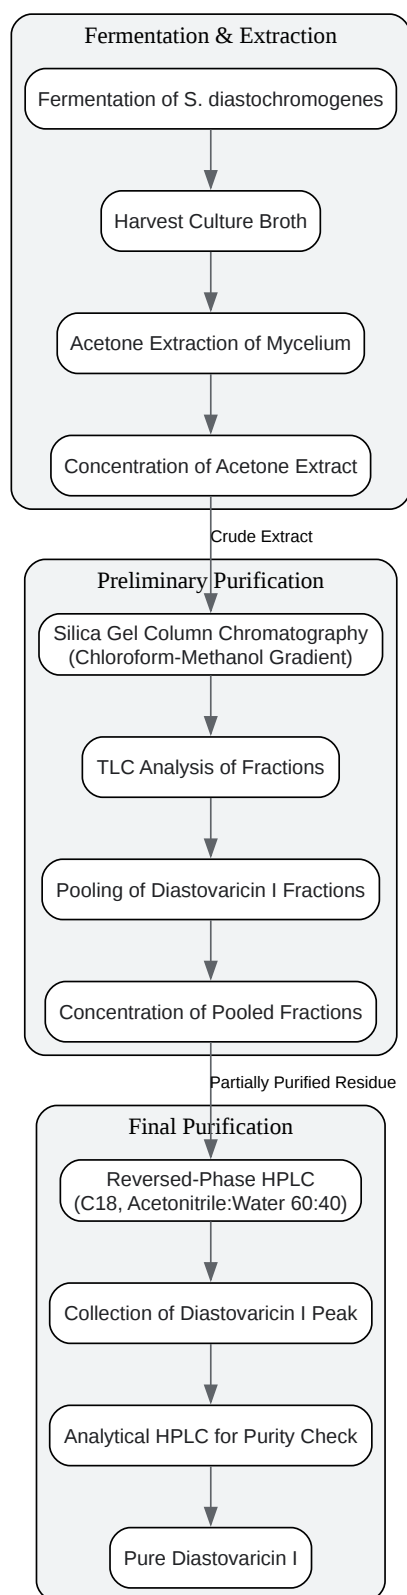 Fermentation & Extraction
Fermentation of S. diastochromogenes
Harvest Culture Broth
Acetone Extraction of Mycelium
Concentration of Acetone Extract
Crude Extract
Preliminary Purification
Silica Gel Column Chromatography
(Chloroform-Methanol Gradient)
TLC Analysis of Fractions
Pooling of Diastovaricin I Fractions
Concentration of Pooled Fractions
Partially Purified Residue
Final Purification
Reversed-Phase HPLC
(C18, Acetonitrile:Water 60:40)
Collection of Diastovaricin I Peak
Analytical HPLC for Purity Check
Pure Diastovaricin I